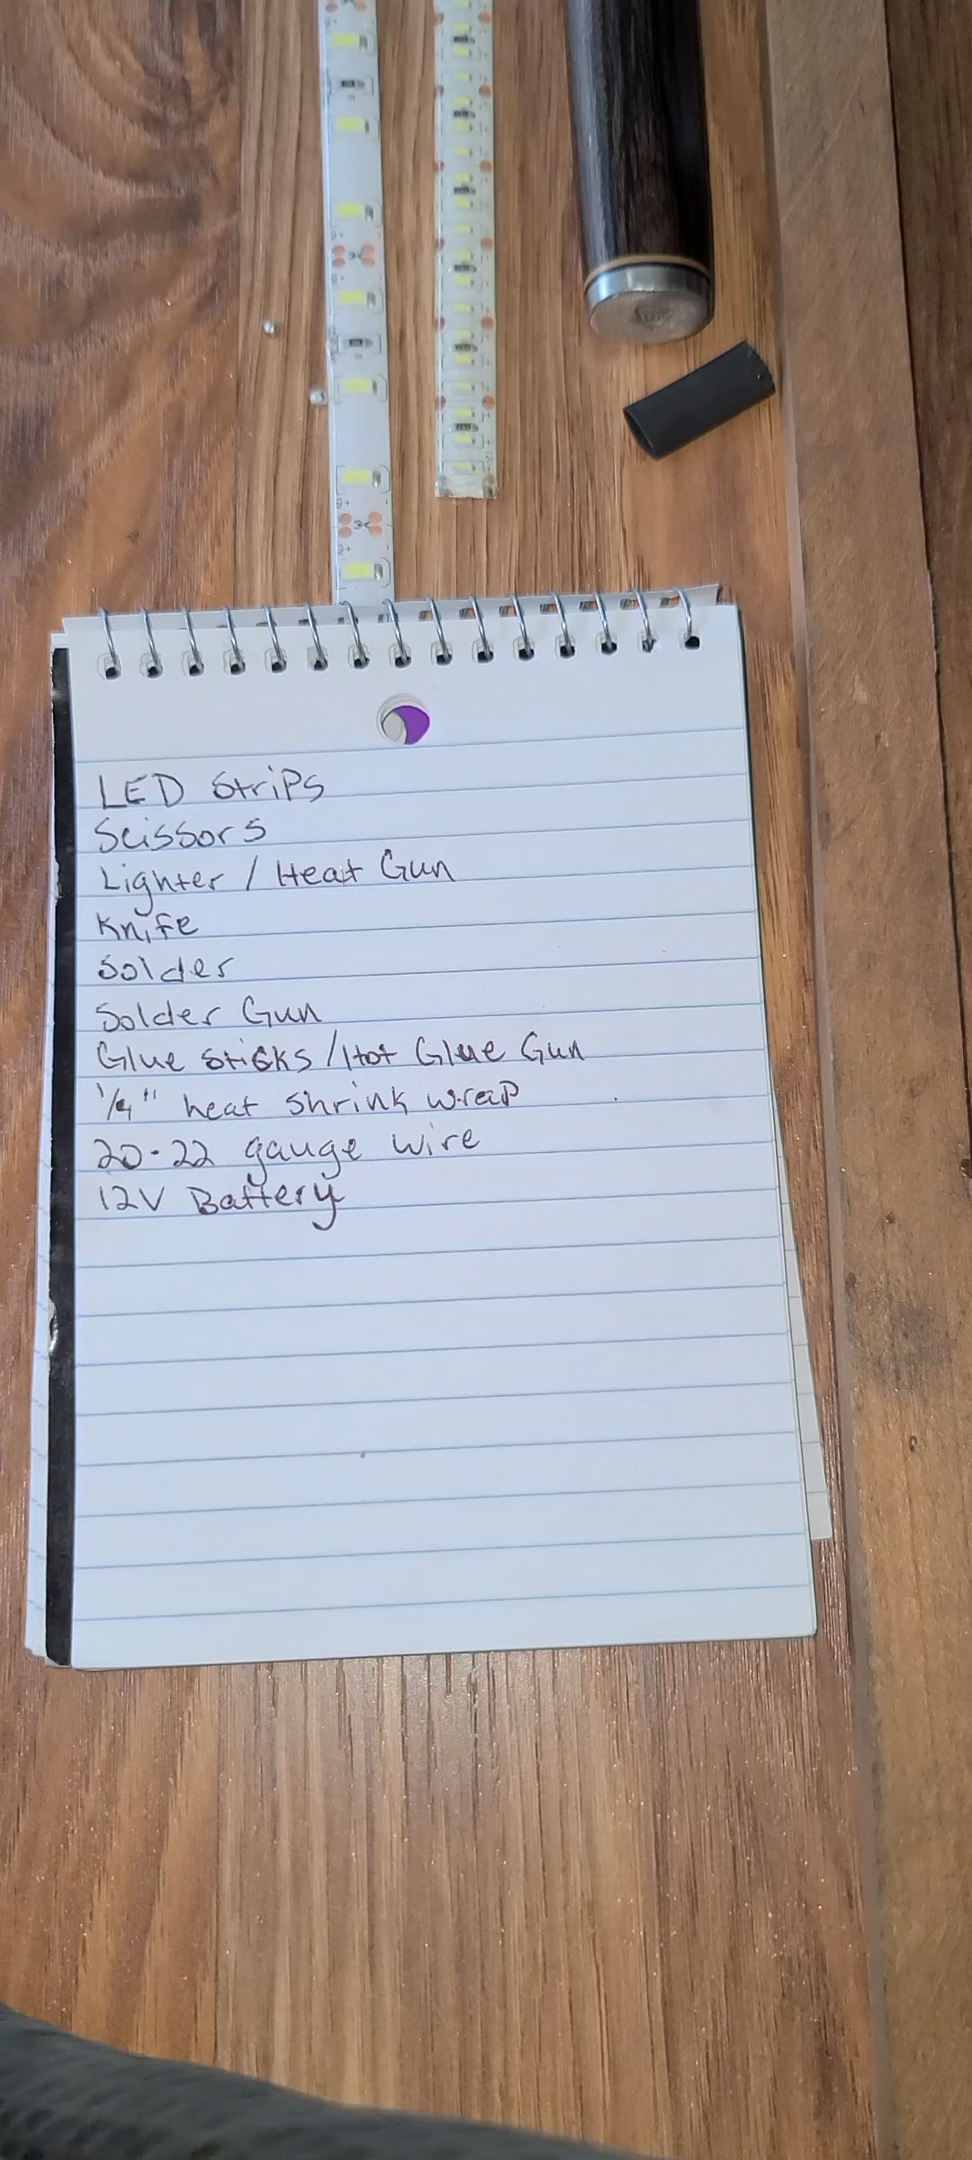 LED Strips
Scissors
Lighter / Heat Gun
Knife
Solder
Solder Gun
Glue Sticks / Hot Glue Gun
1/4" heat shrink wrap
20-22 gauge wire
12V Battery